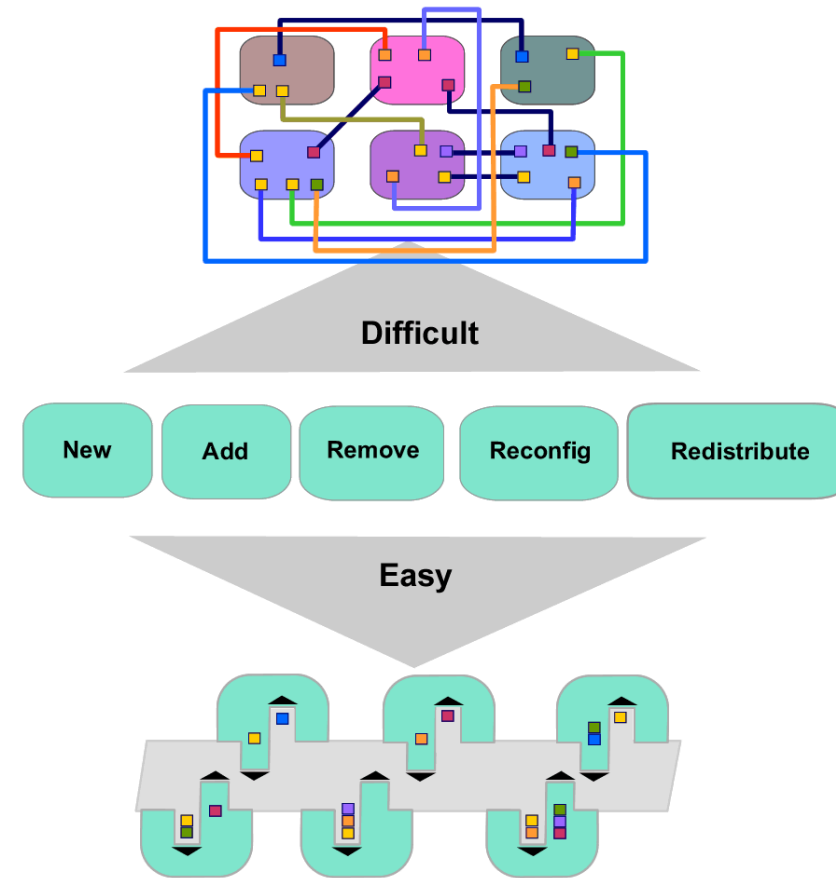 Difficult
New
Add
Remove
Reconfig
Redistribute
Easy